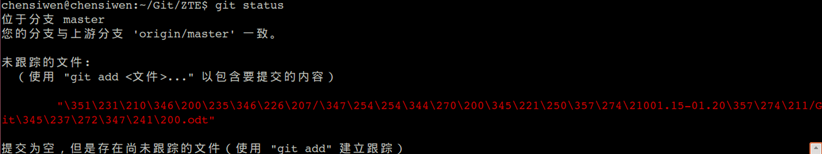 chensiwen@chensiwen:~/Git/ZTE$ git status
位于分支 master
您的分支与上游分支 'origin/master' 一致。
未跟踪的文件:
（使用 "git add <文件>..." 以包含要提交的内容）
"\351\231\210\346\200\235\346\226\207/\347\254\254\344\270\200\345\221\250\357\274\21001.15-01.20\357\274\211/G
it\345\237\272\347\241\200.odt"
提交为空，但是存在尚未跟踪的文件（使用 "git add" 建立跟踪）